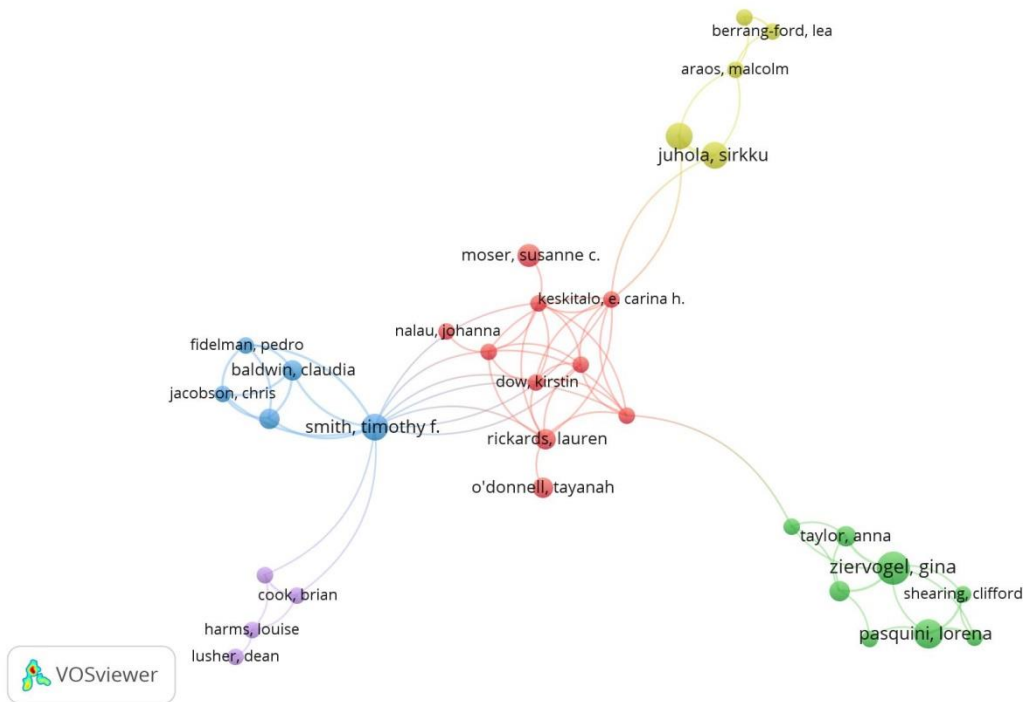 berrang-ford, lea
araos, malcolm
juhola, sirkku
moser, susanne c.
keskitalo, e. carina h.
nalau, johanna
fidelman, pedro
baldwin, claudia
dow, kirstin
jacobson, chris
smith, timothy f.
rickards, lauren
o'donnell, tayanah
taylor, anna
ziervogel, gina
shearing, clifford
cook, brian
harms, louise
pasquini, lorena
lusher, dean
VOSviewer